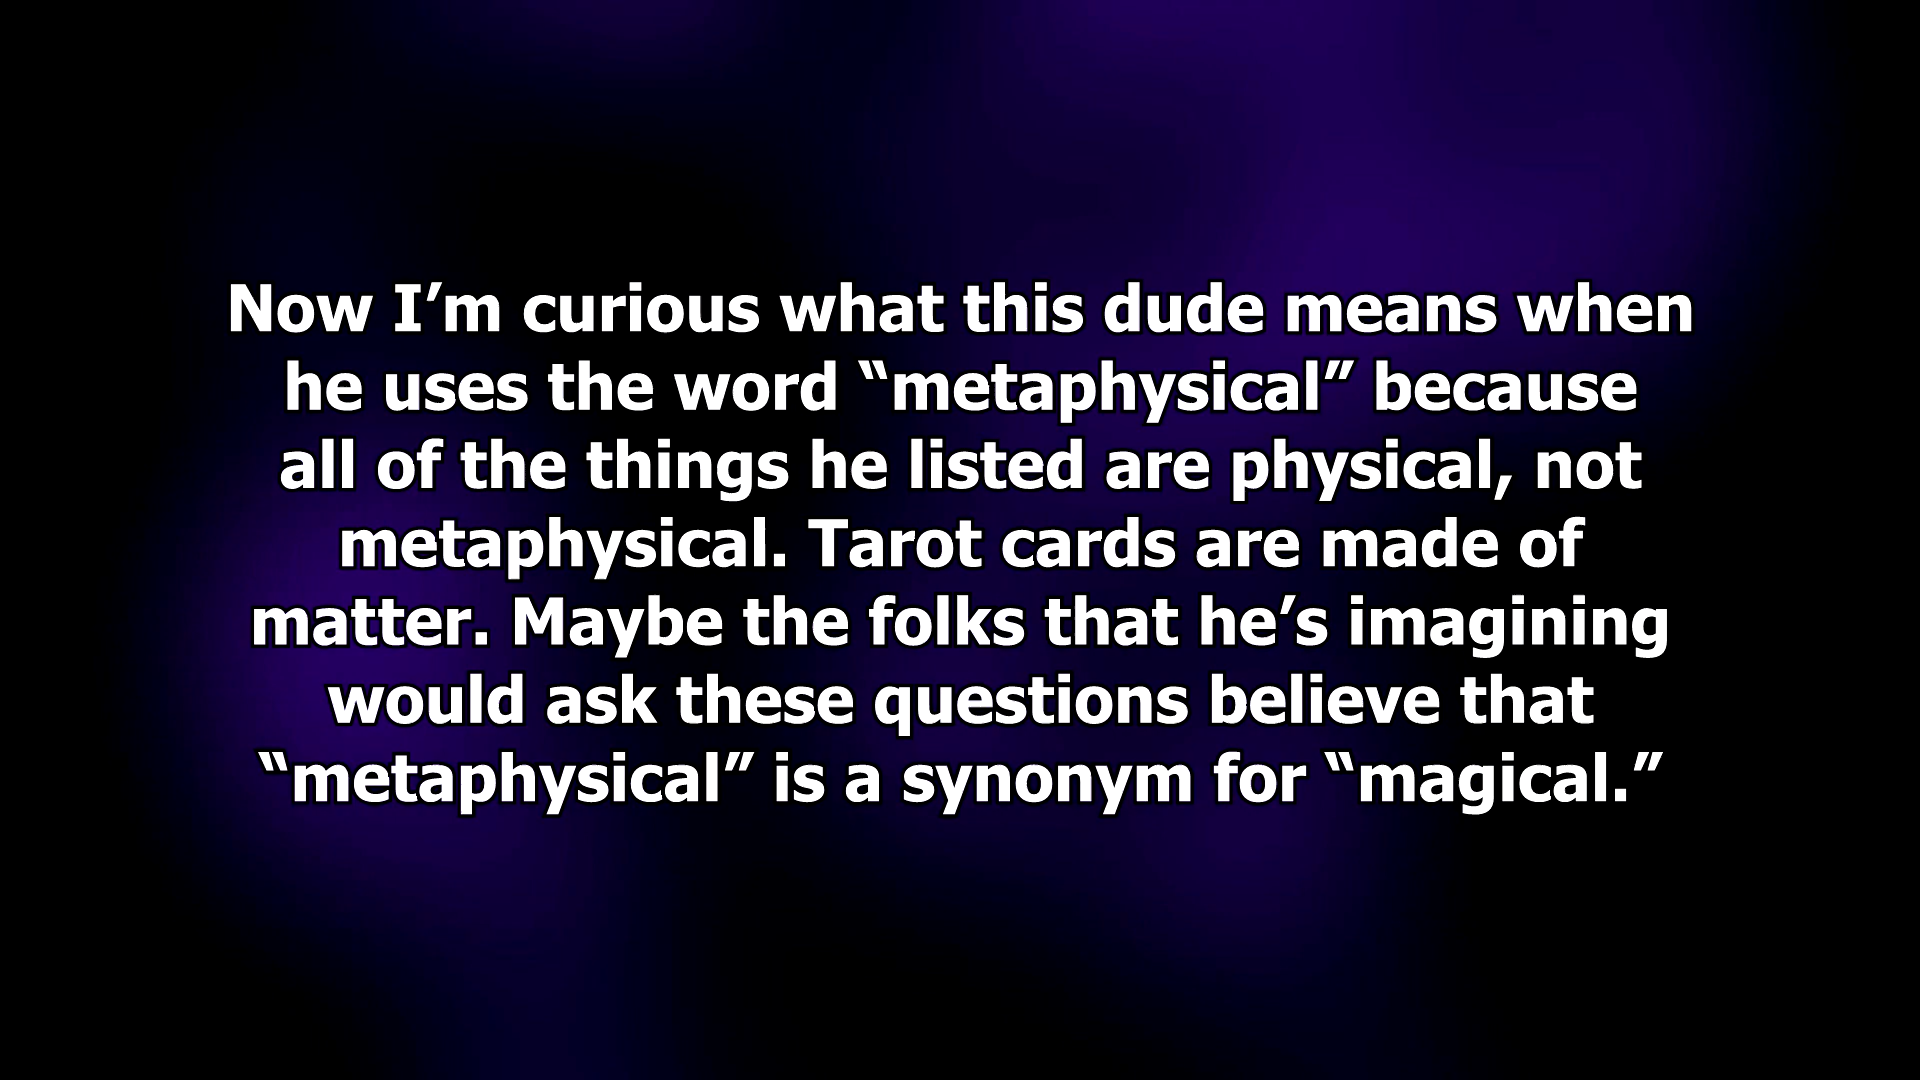 Now I’m curious what this dude means when
he uses the word “metaphysical” because
all of the things he listed are physical, not
metaphysical. Tarot cards are made of
matter. Maybe the folks that he’s imagining
would ask these questions believe that
“metaphysical” is a synonym for “magical.”